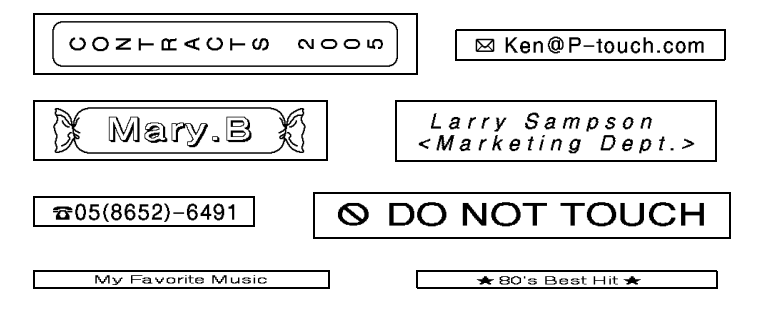 CONTRACTS 2005
✉ Ken@P-touch.com
Mary.B
Larry Sampson
<Marketing Dept.>
☎05(8652)-6491
🚫 DO NOT TOUCH
My Favorite Music
★ 80's Best Hit ★